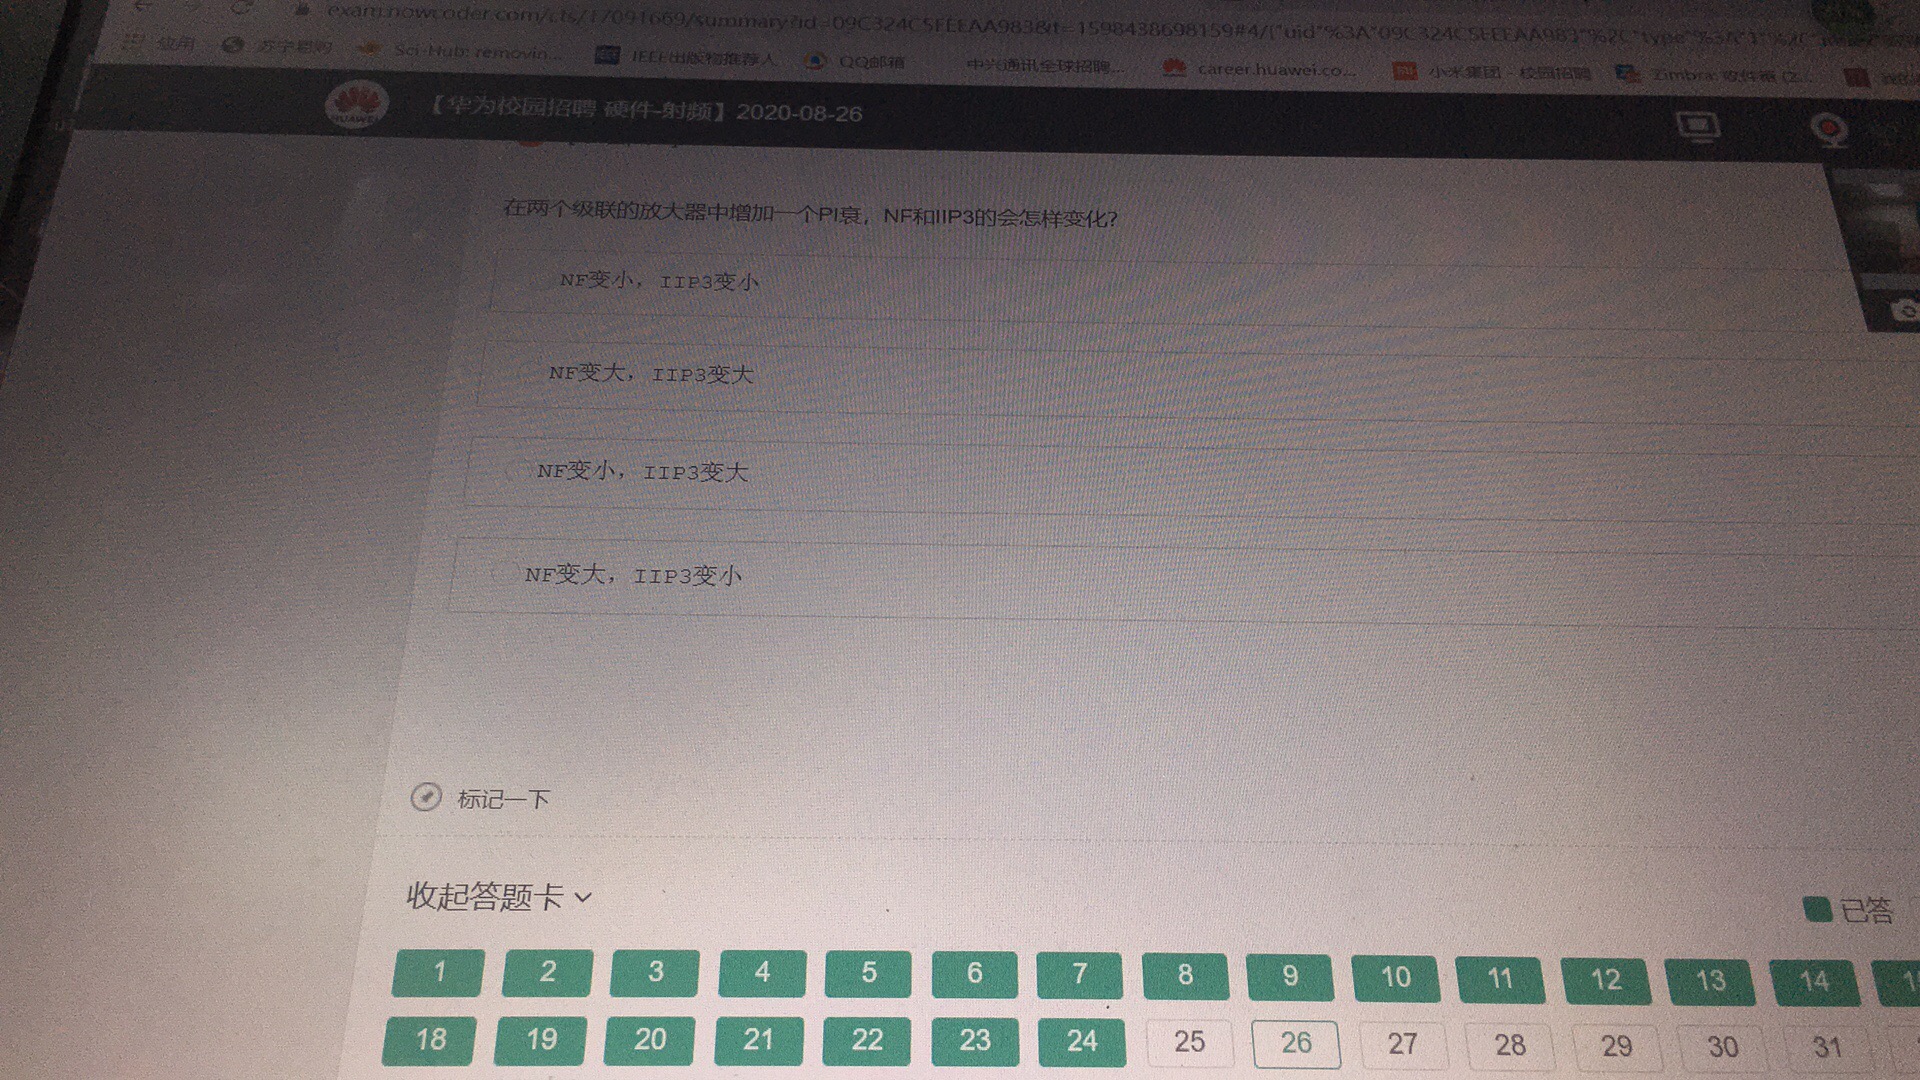 exam.nowcoder.com/cts/17091669/summary?id=09C324C5FEEAA983&t=1598438698159#4/
应用 苏宁易购 Sci-Hub: removin... IEEE出版物推荐人 QQ邮箱 中兴通讯全球招聘... career.huawei.co... 小米集团 - 校园招聘 Zimbra: 收件箱 (2...
HUAWEI 【华为校园招聘 硬件-射频】2020-08-26
在两个级联的放大器中增加一个PI衰，NF和IIP3的会怎样变化?
NF变小，IIP3变小
NF变大，IIP3变大
NF变小，IIP3变大
NF变大，IIP3变小
标记一下
收起答题卡
已答
1 2 3 4 5 6 7 8 9 10 11 12 13 14
18 19 20 21 22 23 24 25 26 27 28 29 30 31